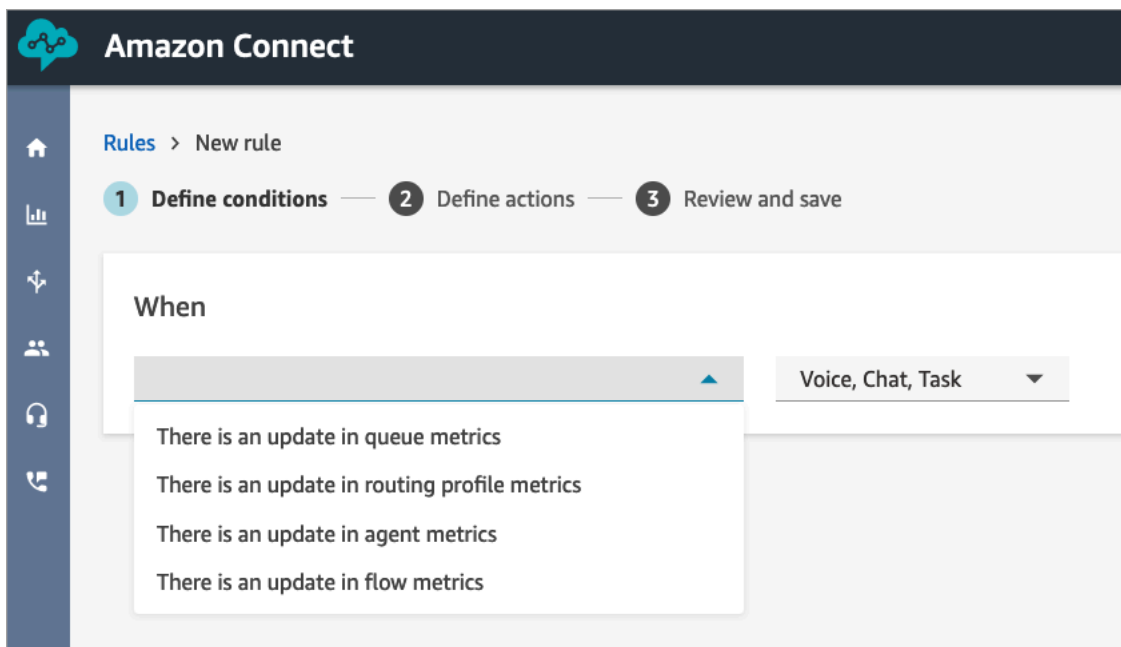 Amazon Connect
Rules > New rule
1 Define conditions 2 Define actions 3 Review and save
When
Voice, Chat, Task
There is an update in queue metrics
There is an update in routing profile metrics
There is an update in agent metrics
There is an update in flow metrics